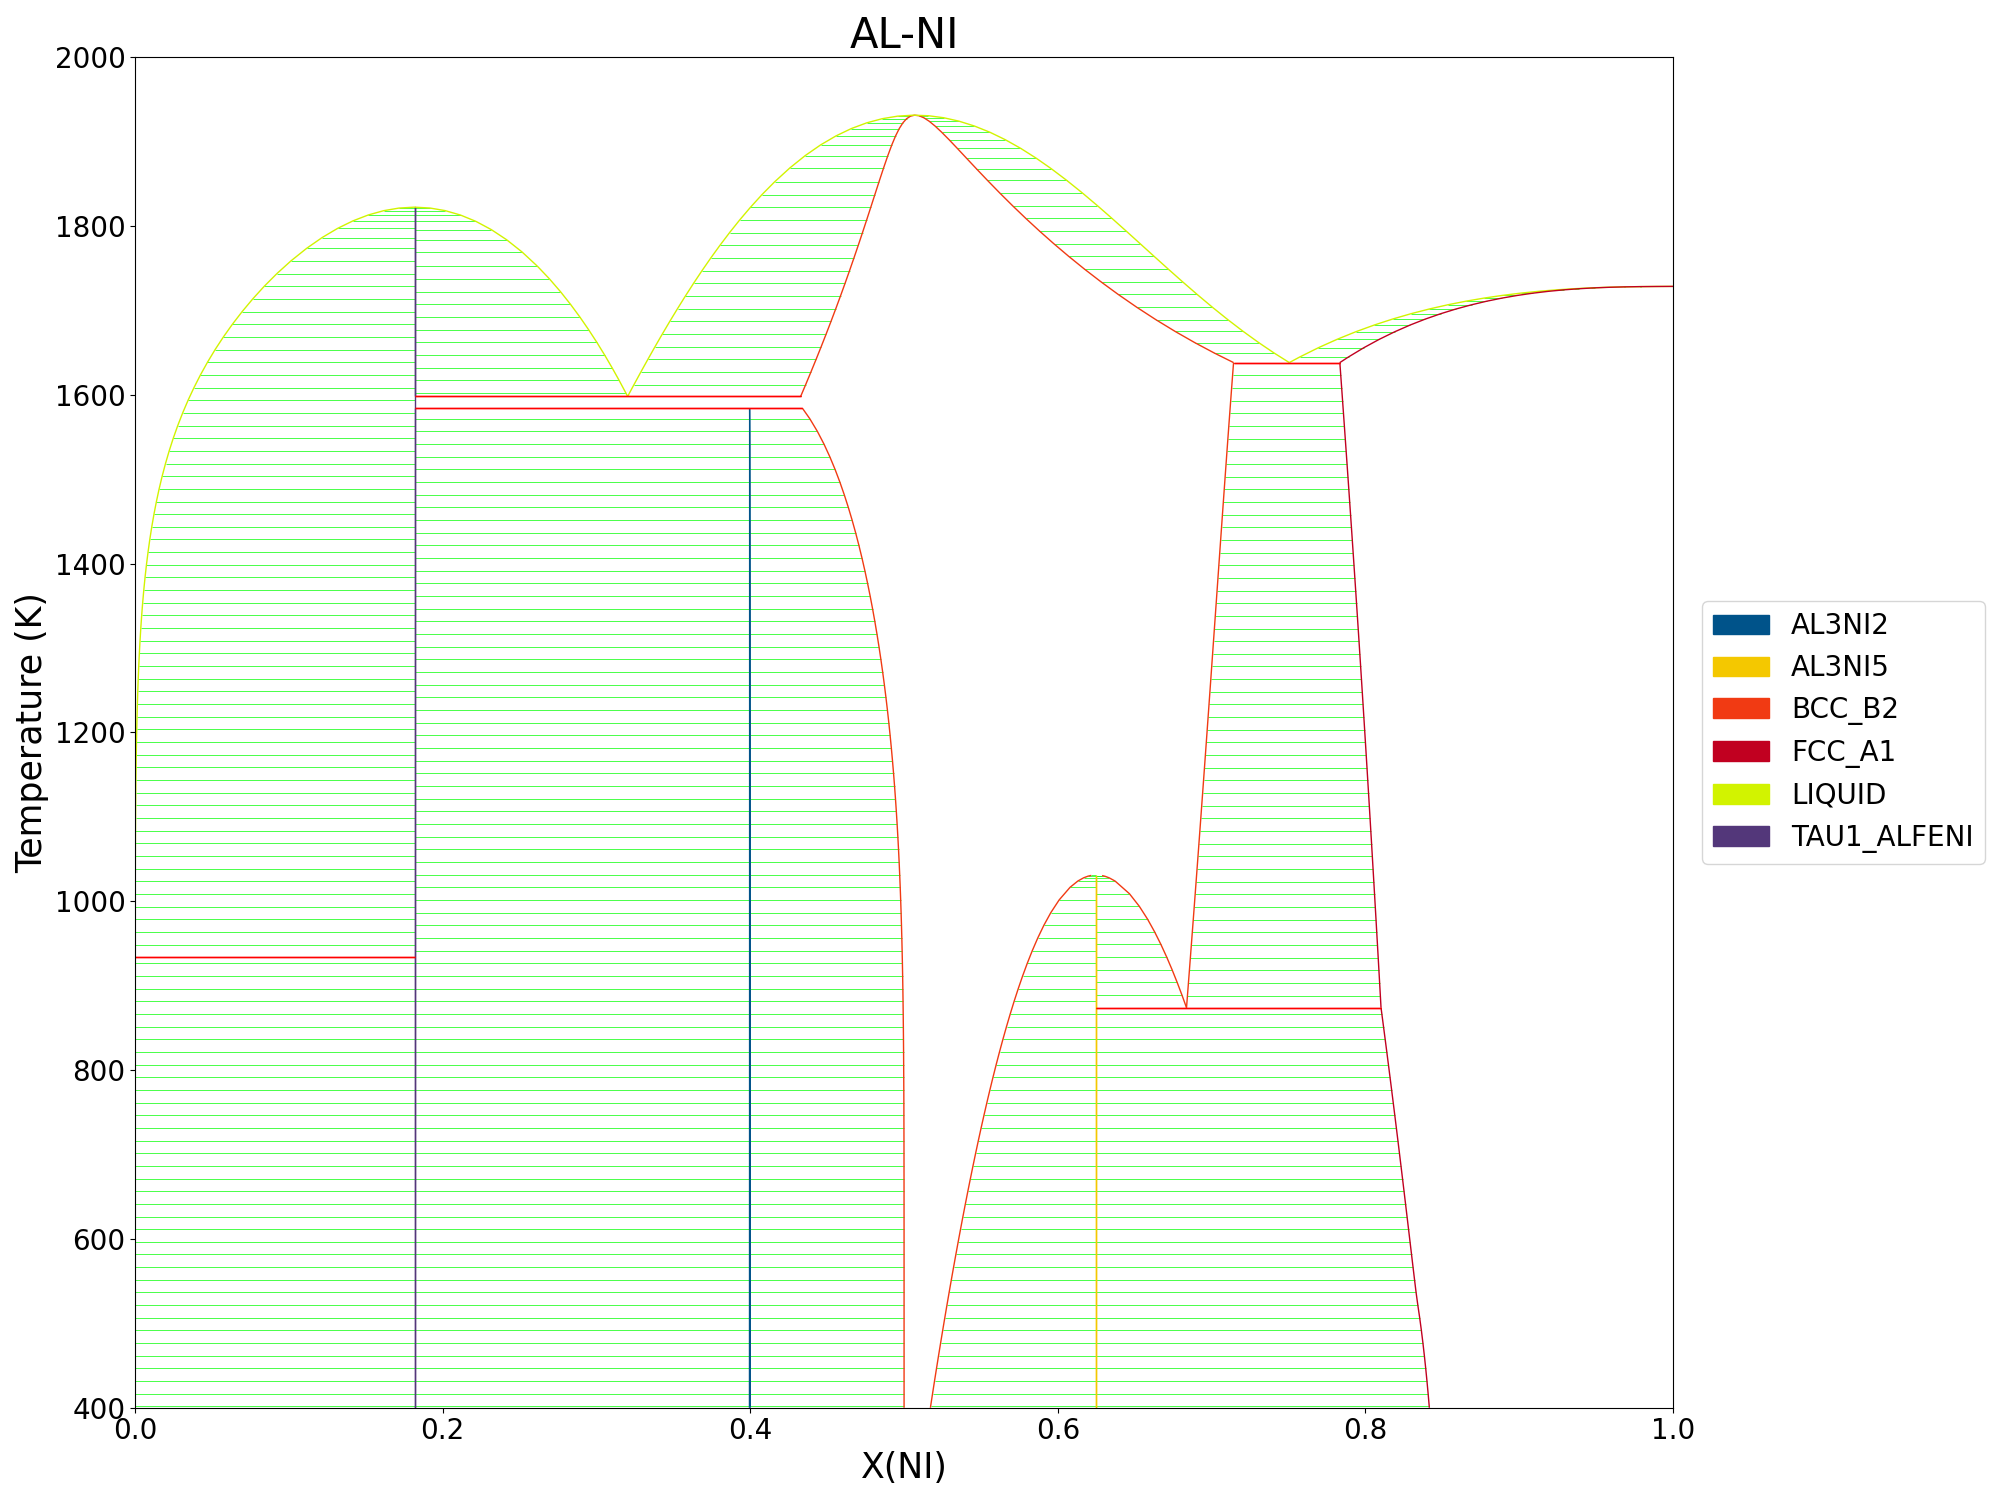 AL-NI
2000
1800
1600
1400
1200
1000
800
600
400
Temperature (K)
0.0 0.2 0.4 0.6 0.8 1.0
X(NI)
AL3NI2
AL3NI5
BCC_B2
FCC_A1
LIQUID
TAU1_ALFENI